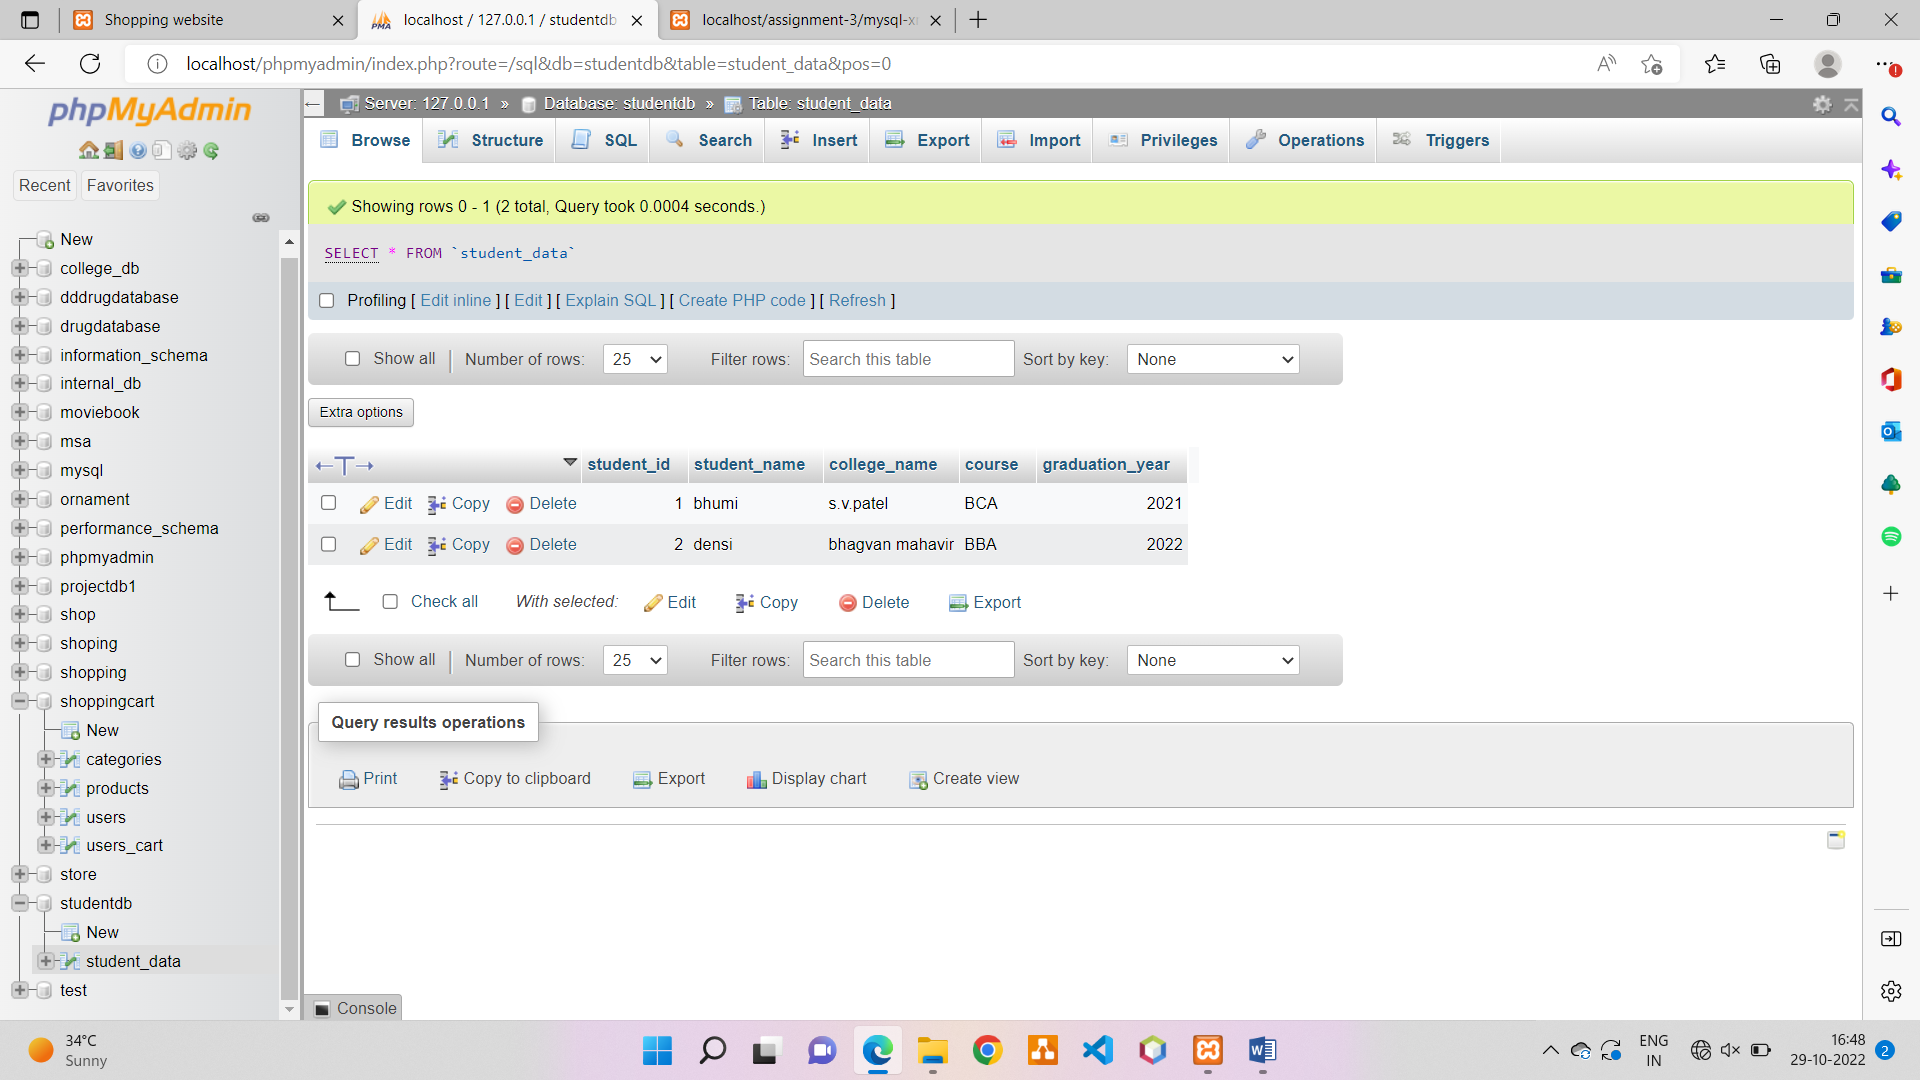 Shopping website
localhost / 127.0.0.1 / studentdb
localhost/assignment-3/mysql-x
localhost/phpmyadmin/index.php?route=/sql&db=studentdb&table=student_data&pos=0
phpMyAdmin
Recent
Favorites
New
college_db
dddrugdatabase
drugdatabase
information_schema
internal_db
moviebook
msa
mysql
ornament
performance_schema
phpmyadmin
projectdb1
shop
shoping
shopping
shoppingcart
New
categories
products
users
users_cart
store
studentdb
New
student_data
test
Server: 127.0.0.1 » Database: studentdb » Table: student_data
Browse Structure SQL Search Insert Export Import Privileges Operations Triggers
Showing rows 0 - 1 (2 total, Query took 0.0004 seconds.)
SELECT * FROM `student_data`
Profiling [ Edit inline ] [ Edit ] [ Explain SQL ] [ Create PHP code ] [ Refresh ]
Show all Number of rows: 25 Filter rows: Search this table Sort by key: None
Extra options
student_id student_name college_name course graduation_year
Edit Copy Delete 1 bhumi s.v.patel BCA 2021
Edit Copy Delete 2 densi bhagvan mahavir BBA 2022
Check all With selected: Edit Copy Delete Export
Show all Number of rows: 25 Filter rows: Search this table Sort by key: None
Query results operations
Print Copy to clipboard Export Display chart Create view
Console
34°C
Sunny
ENG
IN
16:48
29-10-2022
2